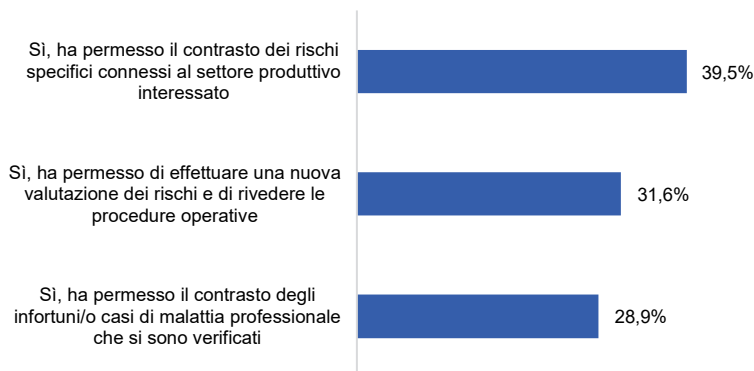 Sì, ha permesso il contrasto dei rischi
specifici connessi al settore produttivo
interessato
39,5%
Sì, ha permesso di effettuare una nuova
valutazione dei rischi e di rivedere le
procedure operative
31,6%
Sì, ha permesso il contrasto degli
infortuni/o casi di malattia professionale
che si sono verificati
28,9%